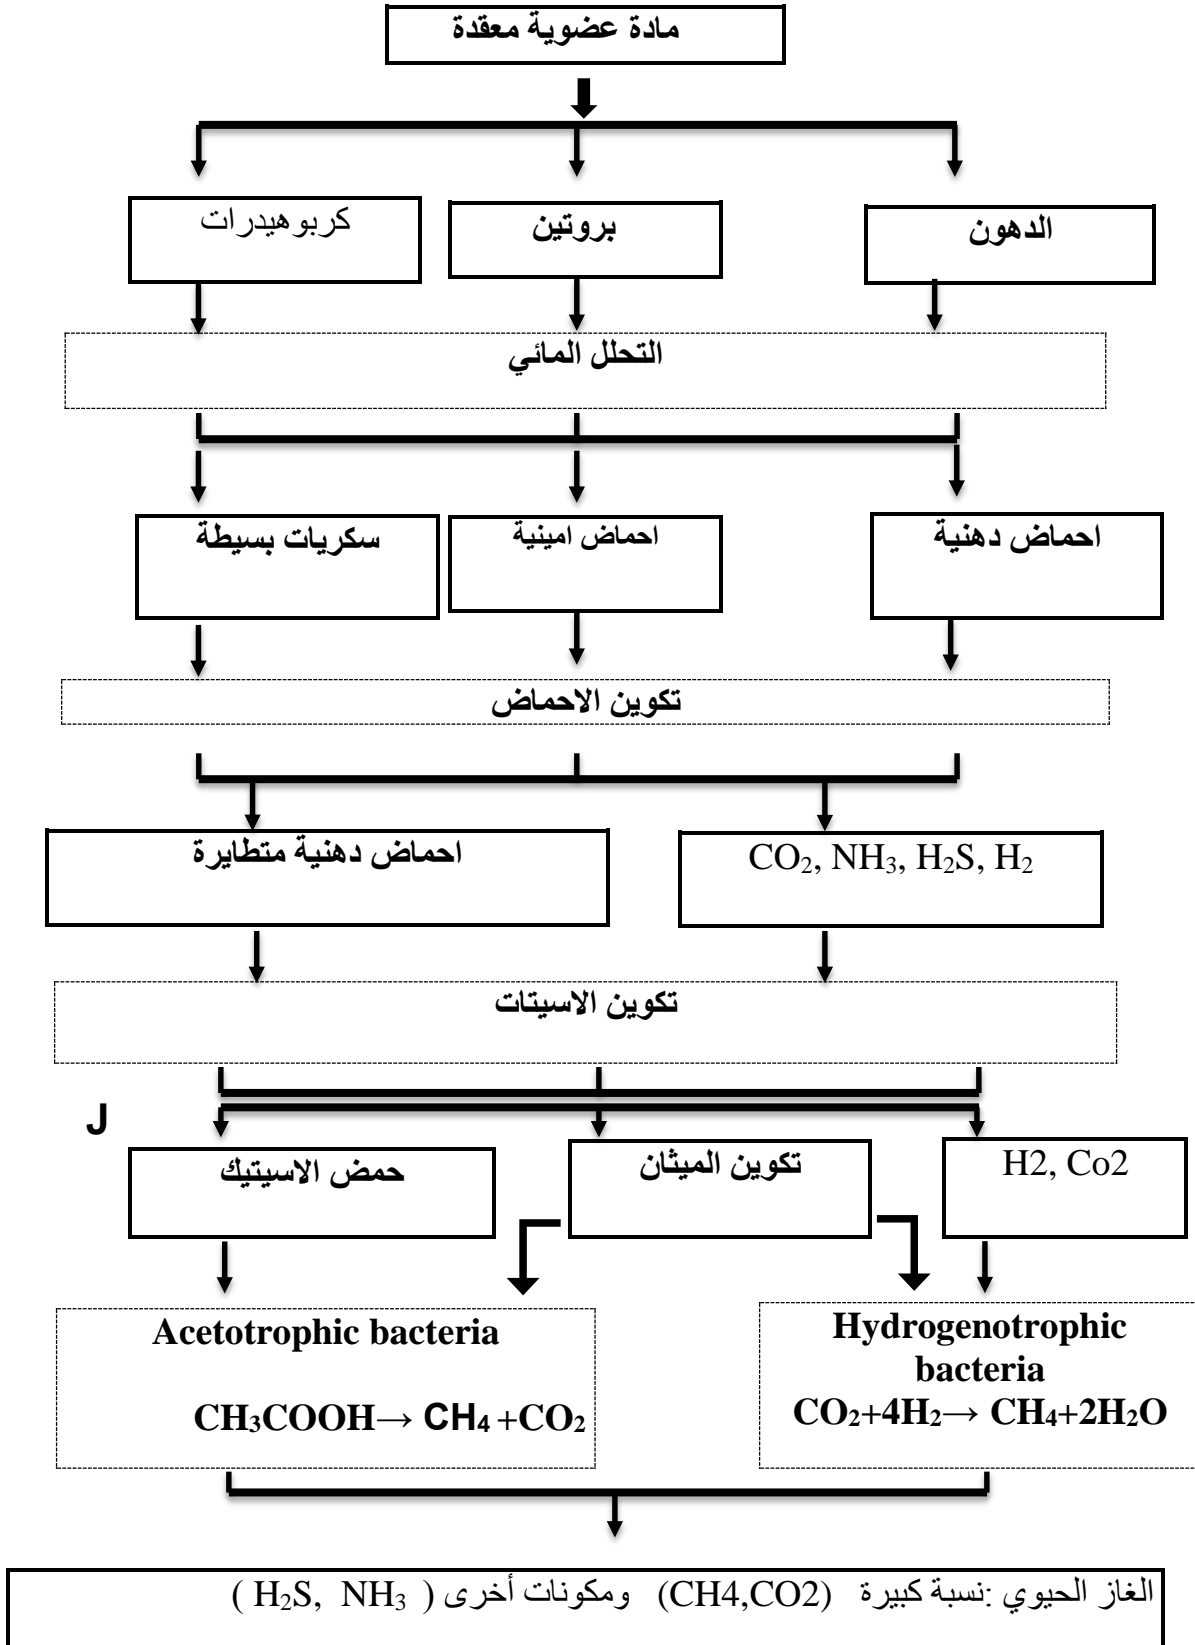 مادة عضوية معقدة
الدهون
بروتين
كربوهيدرات
التحلل المائي
احماض دهنية
احماض امينية
سكريات بسيطة
تكوين الاحماض
CO₂, NH₃, H₂S, H₂
احماض دهنية متطايرة
تكوين الاسيتات
J
H2, Co2
تكوين الميثان
حمض الاسيتيك
Hydrogenotrophic
bacteria
CO₂+4H₂→ CH₄+2H₂O
Acetotrophic bacteria
CH₃COOH→ CH₄ +CO₂
الغاز الحيوي :نسبة كبيرة (CH4,CO2) ومكونات أخرى ( H₂S, NH₃ )